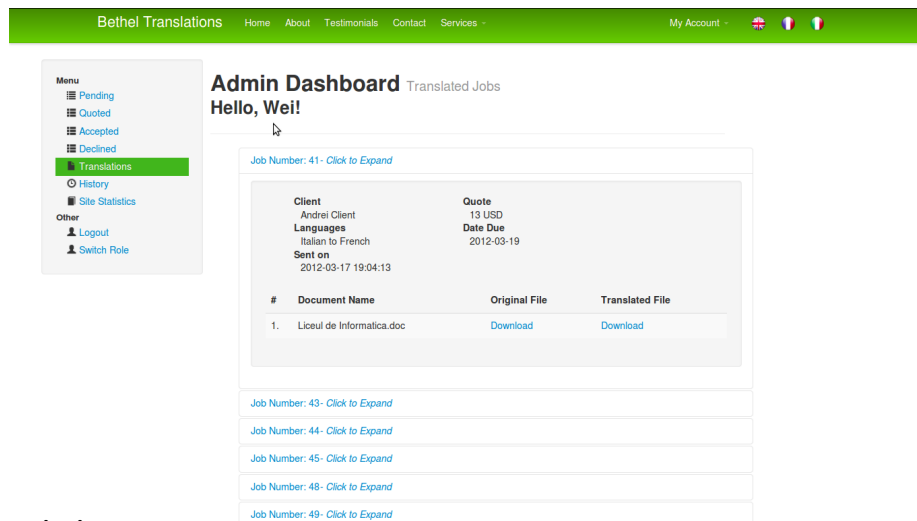 Bethel Translations Home About Testimonials Contact Services My Account
Menu
Pending
Quoted
Accepted
Declined
Translations
History
Site Statistics
Other
Logout
Switch Role
Admin Dashboard Translated Jobs
Hello, Wei!
Job Number: 41- Click to Expand
Client Quote
Andrei Client 13 USD
Languages Date Due
Italian to French 2012-03-19
Sent on
2012-03-17 19:04:13
# Document Name Original File Translated File
1. Liceul de Informatica.doc Download Download
Job Number: 43- Click to Expand
Job Number: 44- Click to Expand
Job Number: 45- Click to Expand
Job Number: 48- Click to Expand
Job Number: 49- Click to Expand